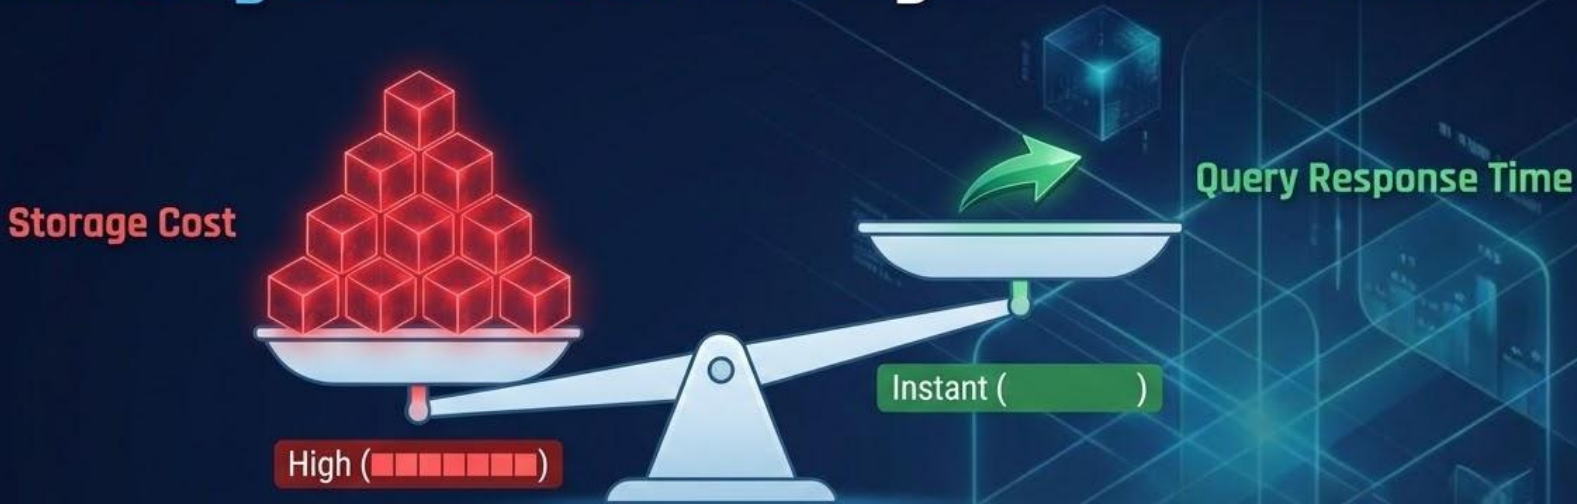 Storage Cost
Query Response Time
Instant ( )
High (■■■■■■■)